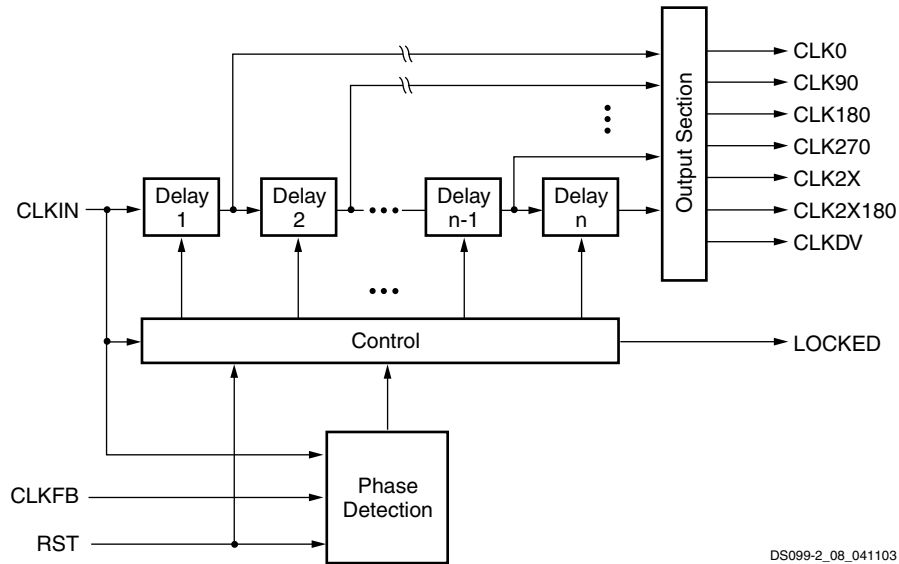 CLK0
CLK90
CLK180
CLK270
CLK2X
CLK2X180
CLKDV
Output Section
CLKIN
Delay
1
Delay
2
Delay
n-1
Delay
n
Control
LOCKED
CLKFB
RST
Phase
Detection
DS099-2_08_041103